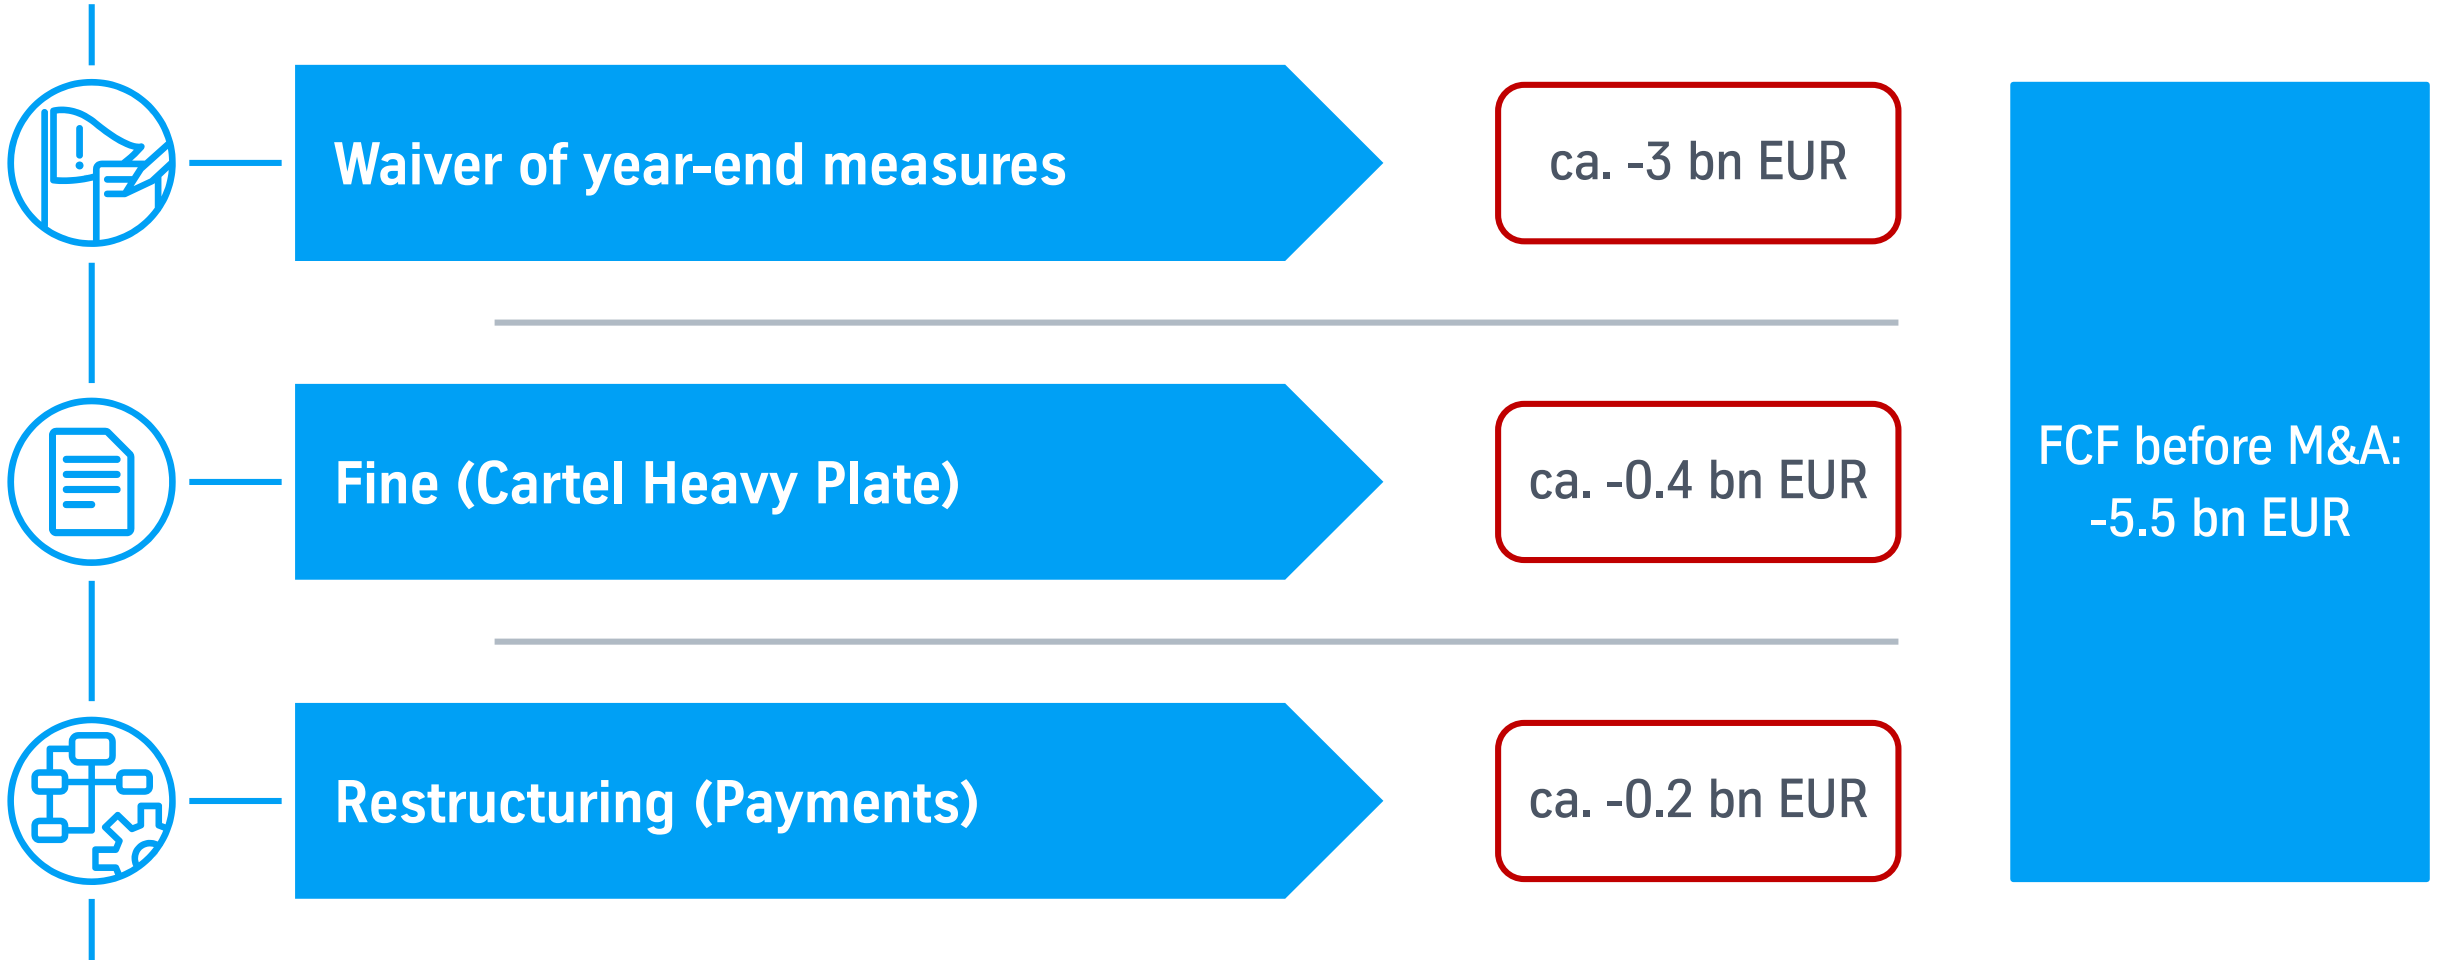 Waiver of year-end measures
ca. -3 bn EUR
Fine (Cartel Heavy Plate)
ca. -0.4 bn EUR
FCF before M&A:
-5.5 bn EUR
Restructuring (Payments)
ca. -0.2 bn EUR